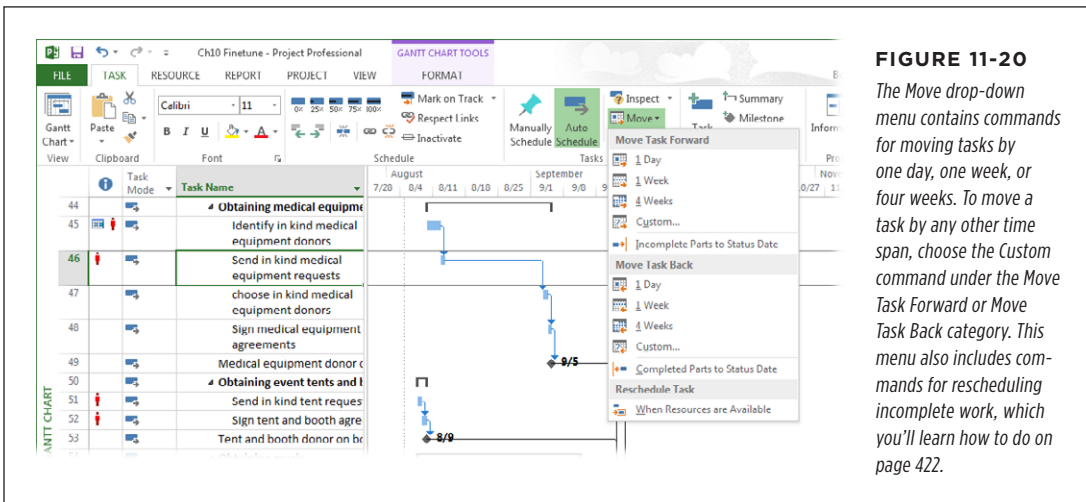 Ch10 Finetune - Project Professional
GANTT CHART TOOLS
FILE TASK RESOURCE REPORT PROJECT VIEW FORMAT
Gantt Chart
View
Paste
Clipboard
Calibri 11
B I U A
Font
0% 25% 50% 75% 100%
Mark on Track
Respect Links
Inactivate
Schedule
Manually Schedule
Auto Schedule
Tasks
Inspect
Move
Task
Summary
Milestone
Move Task Forward
1 Day
1 Week
4 Weeks
Custom...
Incomplete Parts to Status Date
Move Task Back
1 Day
1 Week
4 Weeks
Custom...
Completed Parts to Status Date
Reschedule Task
When Resources are Available
Task Mode Task Name
August September
7/28 8/4 8/11 8/18 8/25 9/1 9/8
44 Obtaining medical equipme
45 Identify in kind medical
equipment donors
46 Send in kind medical
equipment requests
47 choose in kind medical
equipment donors
48 Sign medical equipment
agreements
49 Medical equipment donor 9/5
50 Obtaining event tents and
51 Send in kind tent reques
52 Sign tent and booth agre
53 Tent and booth donor on 8/9
FIGURE 11-20
The Move drop-down
menu contains commands
for moving tasks by
one day, one week, or
four weeks. To move a
task by any other time
span, choose the Custom
command under the Move
Task Forward or Move
Task Back category. This
menu also includes com-
mands for rescheduling
incomplete work, which
you'll learn how to do on
page 422.